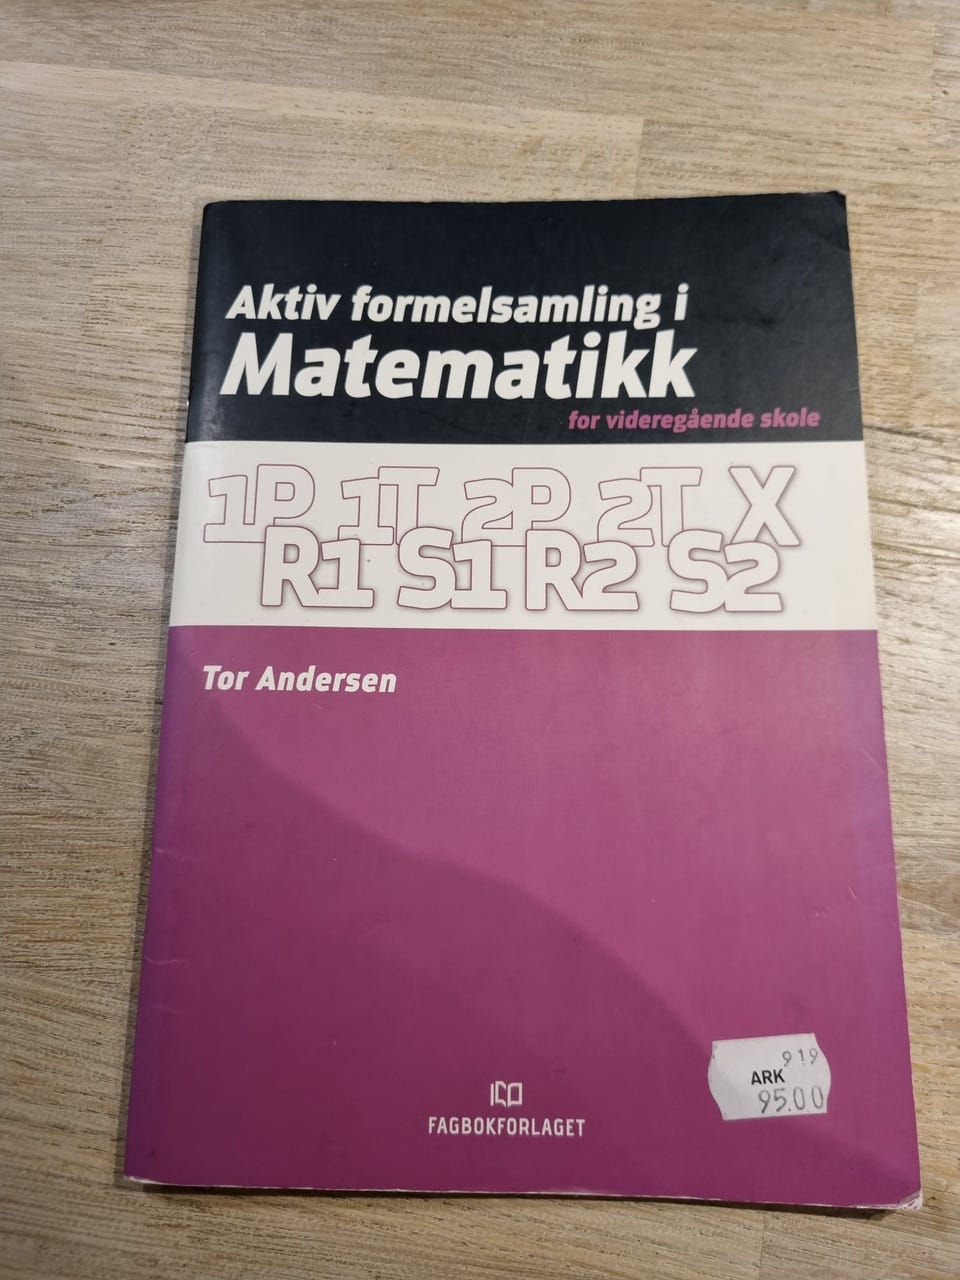 Aktiv formelsamling i
Matematikk
for videregående skole
1P 1T 2P 2T X
R1 S1 R2 S2
Tor Andersen
919
ARK
95.00
FAGBOKFORLAGET